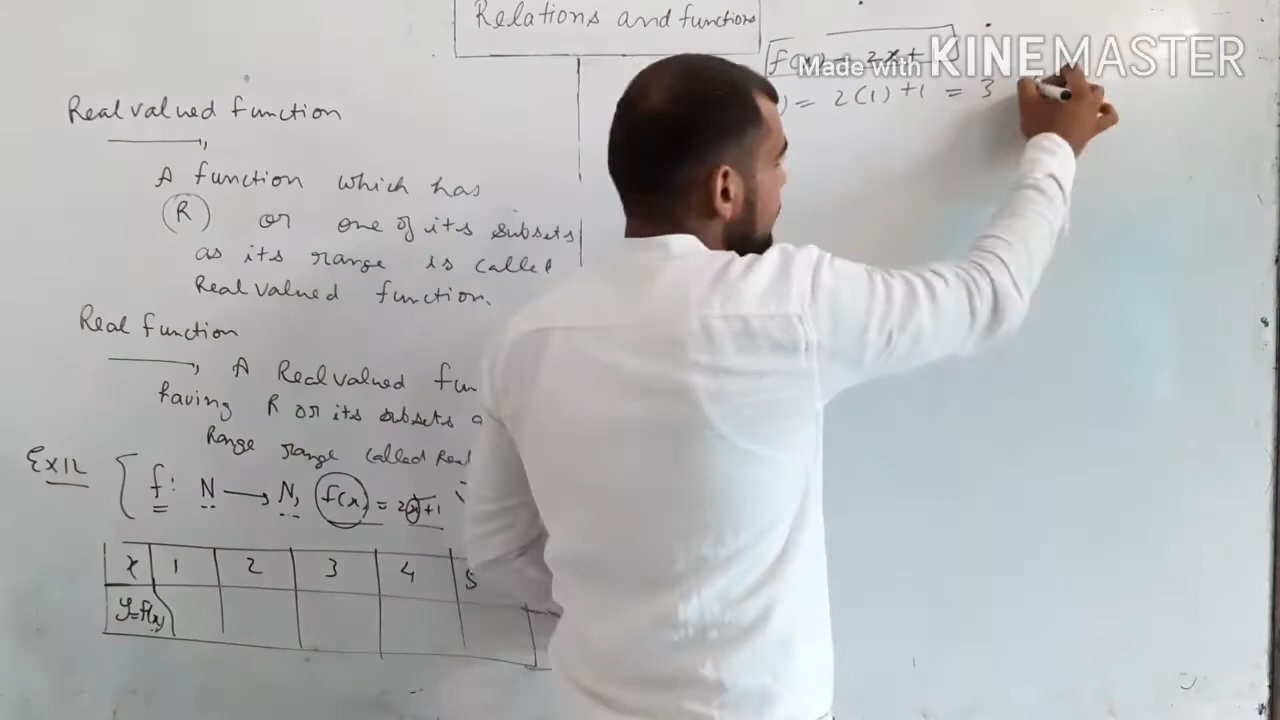 Relations and functions
Made with KINEMASTER
f(x) = 2x+
) = 2(1) +1 = 3
Real valued function
A function which has
R or one of its subsets
as its range is called
Real valued function.
Real function
A Real valued fun
having R or its subsets a
Range range called Real
Ex12 { f: N → N, f(x) = 2x+1
x 1 2 3 4 5
y=f(x)